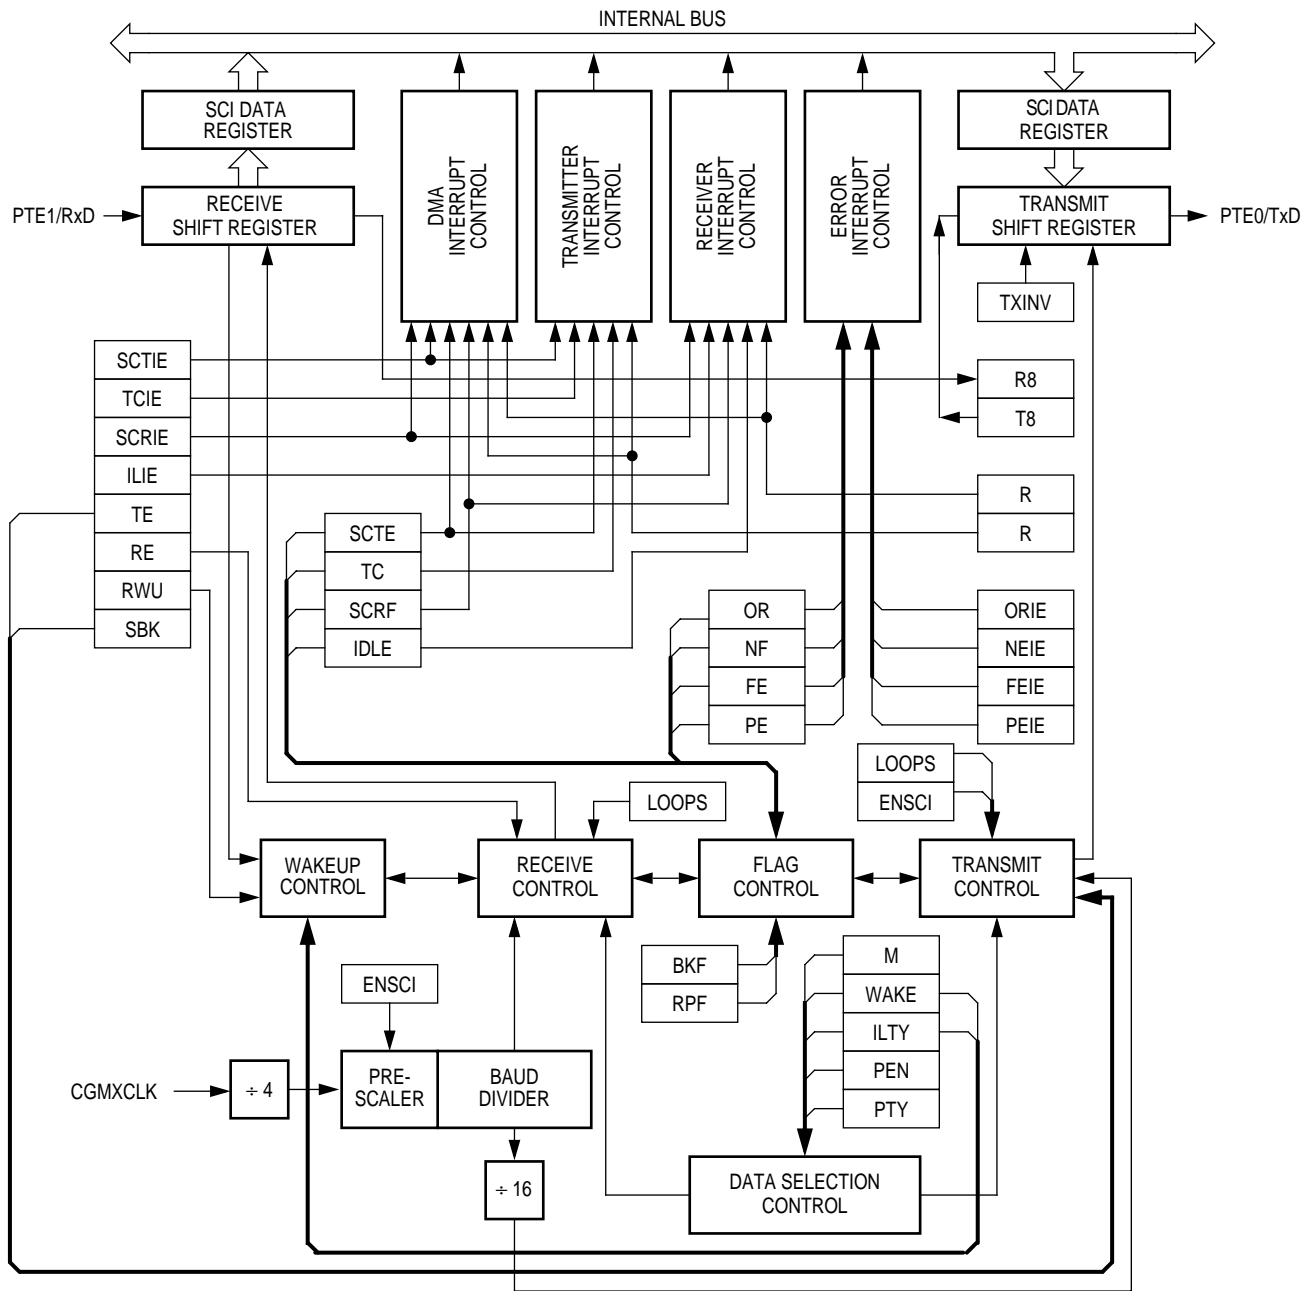 INTERNAL BUS
SCI DATA
REGISTER
SCI DATA
REGISTER
DMA
INTERRUPT
CONTROL
TRANSMITTER
INTERRUPT
CONTROL
RECEIVER
INTERRUPT
CONTROL
ERROR
INTERRUPT
CONTROL
PTE1/RxD
RECEIVE
SHIFT REGISTER
TRANSMIT
SHIFT REGISTER
PTE0/TxD
TXINV
SCTIE
TCIE
SCRIE
ILIE
TE
RE
RWU
SBK
R8
T8
R
R
SCTE
TC
SCRF
IDLE
OR
NF
FE
PE
ORIE
NEIE
FEIE
PEIE
LOOPS
ENSCI
LOOPS
WAKEUP
CONTROL
RECEIVE
CONTROL
FLAG
CONTROL
TRANSMIT
CONTROL
BKF
RPF
M
WAKE
ILTY
PEN
PTY
ENSCI
CGMXCLK
÷ 4
PRE-
SCALER
BAUD
DIVIDER
÷ 16
DATA SELECTION
CONTROL